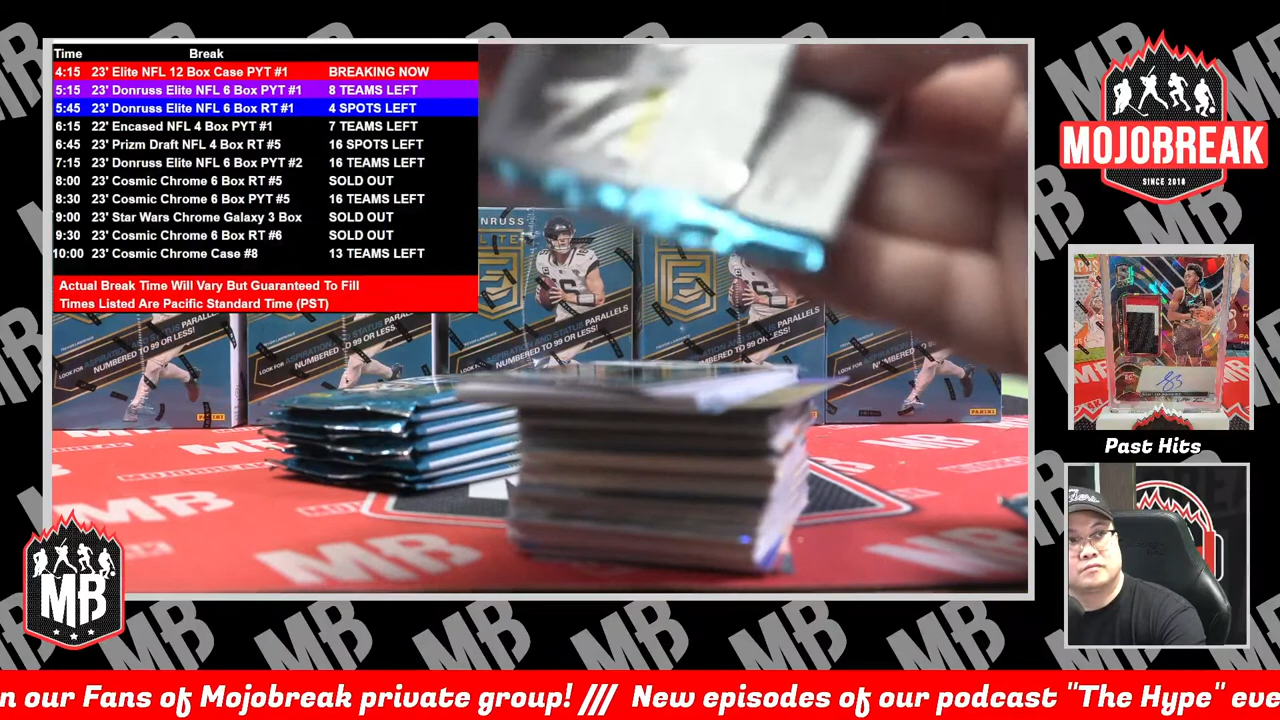 Time Break
4:15 23' Elite NFL 12 Box Case PYT #1 BREAKING NOW
5:15 23' Donruss Elite NFL 6 Box PYT #1 8 TEAMS LEFT
5:45 23' Donruss Elite NFL 6 Box RT #1 4 SPOTS LEFT
6:15 22' Encased NFL 4 Box PYT #1 7 TEAMS LEFT
6:45 23' Prizm Draft NFL 4 Box RT #5 16 SPOTS LEFT
7:15 23' Donruss Elite NFL 6 Box PYT #2 16 TEAMS LEFT
8:00 23' Cosmic Chrome 6 Box RT #5 SOLD OUT
8:30 23' Cosmic Chrome 6 Box PYT #5 16 TEAMS LEFT
9:00 23' Star Wars Chrome Galaxy 3 Box SOLD OUT
9:30 23' Cosmic Chrome 6 Box RT #6 SOLD OUT
10:00 23' Cosmic Chrome Case #8 13 TEAMS LEFT
Actual Break Time Will Vary But Guaranteed To Fill
Times Listed Are Pacific Standard Time (PST)
MOJOBREAK
SINCE 2010
Past Hits
ASPIRATION AND STATUS PARALLELS
NUMBERED TO 99 OR LESS!
PANINI
MB
MB
n our Fans of Mojobreak private group! /// New episodes of our podcast "The Hype" eve